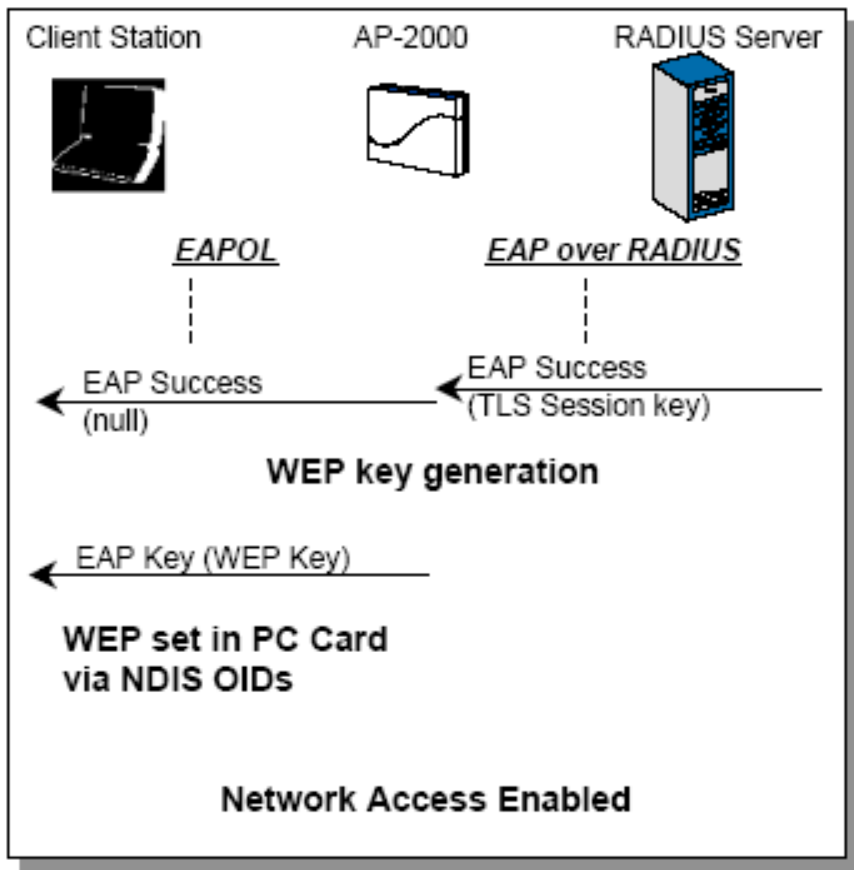 Client Station
AP-2000
RADIUS Server
EAPOL
EAP over RADIUS
EAP Success
(null)
EAP Success
(TLS Session key)
WEP key generation
EAP Key (WEP Key)
WEP set in PC Card
via NDIS OIDs
Network Access Enabled